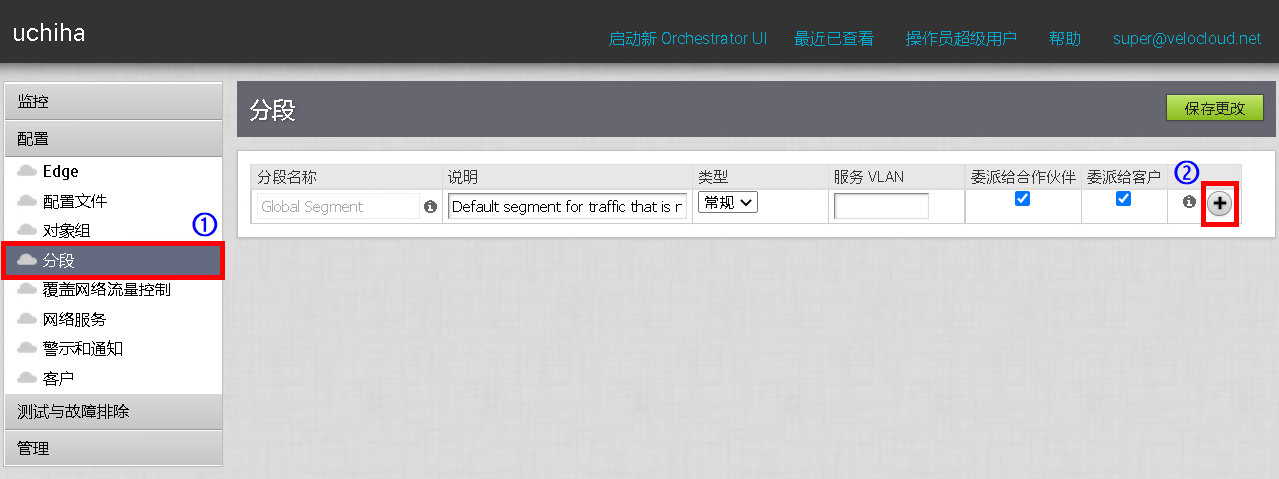 uchiha
启动新 Orchestrator UI 最近已查看 操作员超级用户 帮助 super@velocloud.net
监控
配置
Edge
配置文件
对象组
①
分段
覆盖网络流量控制
网络服务
警示和通知
客户
测试与故障排除
管理
分段
保存更改
分段名称 说明 类型 服务 VLAN 委派给合作伙伴 委派给客户 ②
Global Segment Default segment for traffic that is r 常规